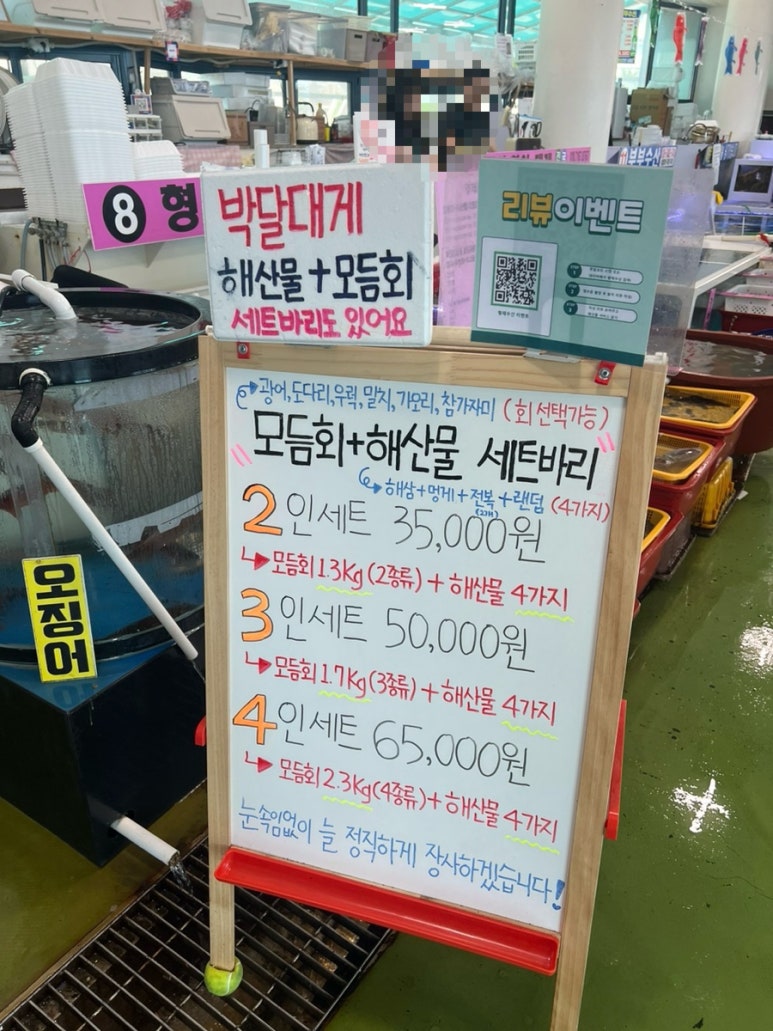 8 형
박달대게
해산물+모듬회
세트바리도 있어요
리뷰이벤트
광어,도다리,우럭,밀치,가오리,참가자미 (회 선택가능)
모듬회+해산물 세트바리
해삼+멍게+전복+랜덤 (4가지)
(2개)
2인세트 35,000원
모듬회 1.3Kg (2종류) + 해산물 4가지
3인세트 50,000원
모듬회 1.7Kg (3종류) + 해산물 4가지
4인세트 65,000원
모듬회 2.3Kg (4종류) + 해산물 4가지
눈속임없이 늘 정직하게 장사하겠습니다!
오징어